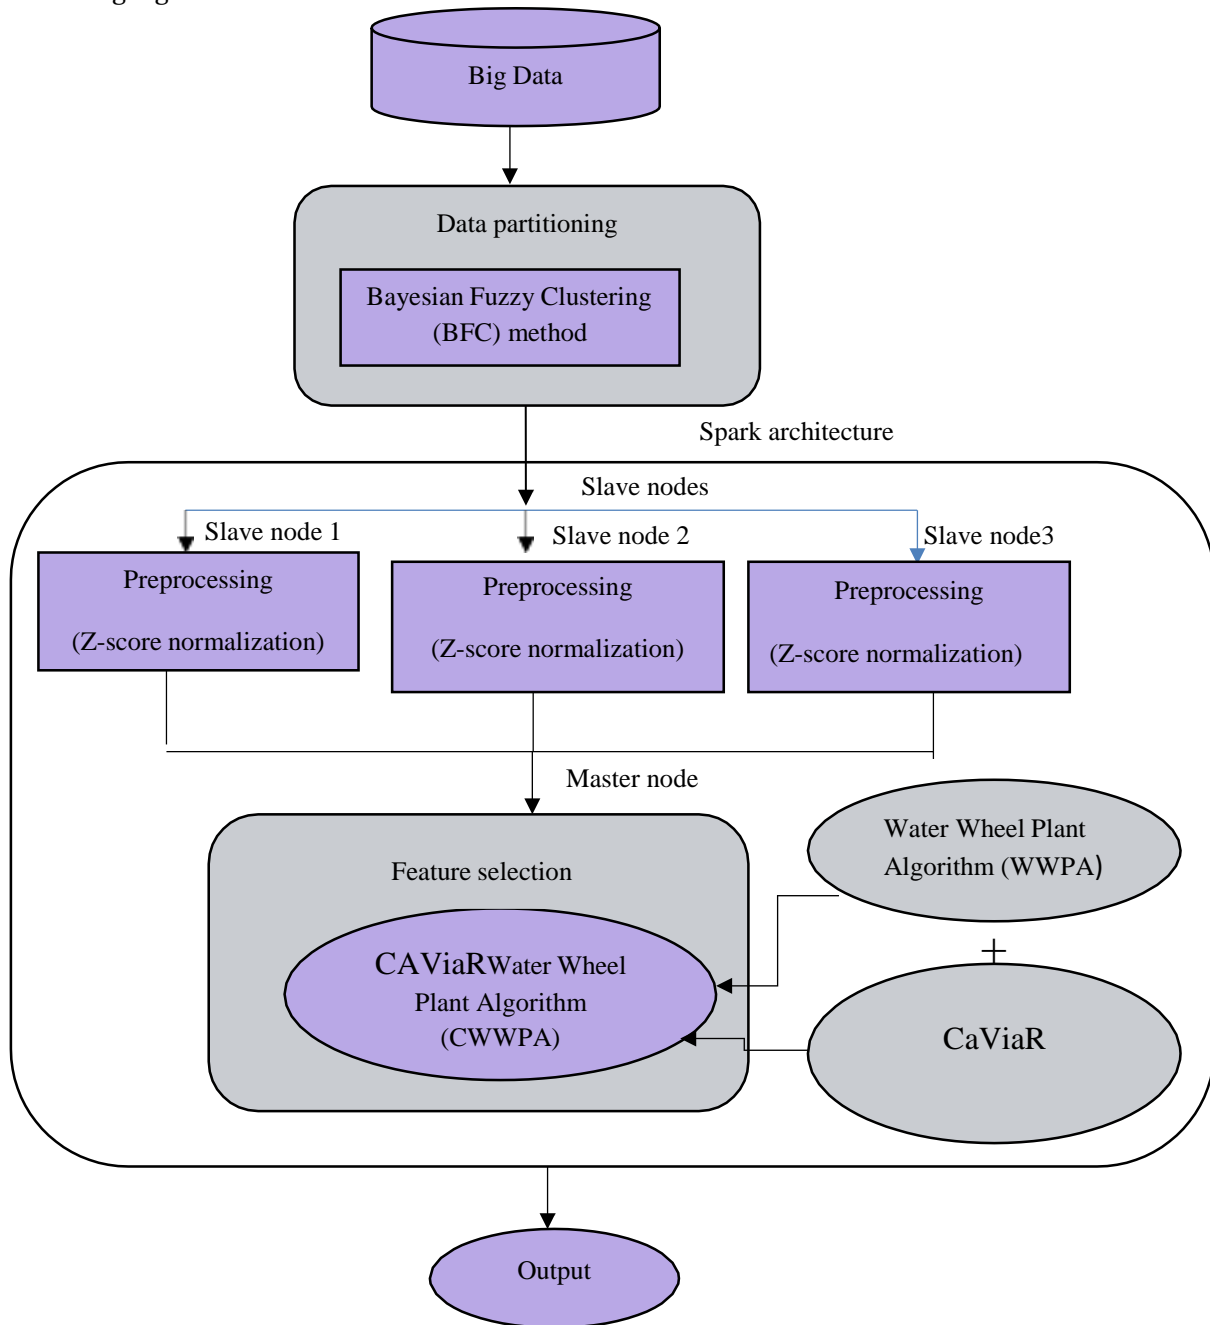 Big Data
Data partitioning
Bayesian Fuzzy Clustering
(BFC) method
Spark architecture
Slave nodes
Slave node 1
Slave node 2
Slave node3
Preprocessing
(Z-score normalization)
Preprocessing
(Z-score normalization)
Preprocessing
(Z-score normalization)
Master node
Feature selection
CAViaRWater Wheel
Plant Algorithm
(CWWPA)
Water Wheel Plant
Algorithm (WWPA)
+
CaViaR
Output